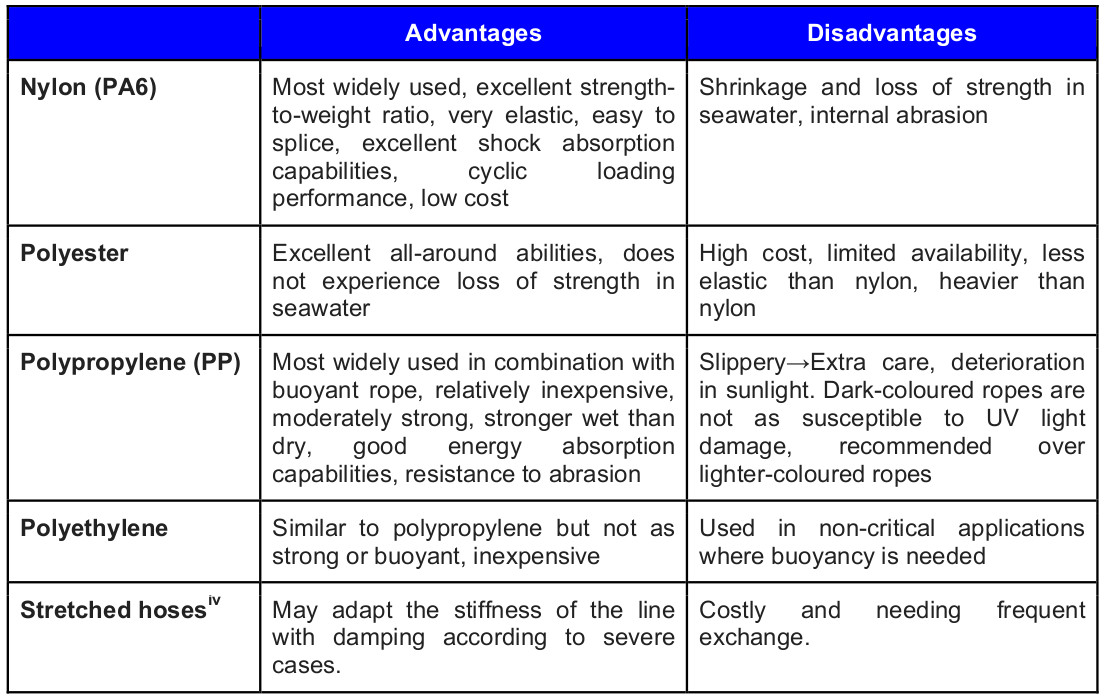 Advantages
Disadvantages
Nylon (PA6)
Most widely used, excellent strength-
to-weight ratio, very elastic, easy to
splice, excellent shock absorption
capabilities, cyclic loading
performance, low cost
Shrinkage and loss of strength in
seawater, internal abrasion
Polyester
Excellent all-around abilities, does
not experience loss of strength in
seawater
High cost, limited availability, less
elastic than nylon, heavier than
nylon
Polypropylene (PP)
Most widely used in combination with
buoyant rope, relatively inexpensive,
moderately strong, stronger wet than
dry, good energy absorption
capabilities, resistance to abrasion
Slippery→Extra care, deterioration
in sunlight. Dark-coloured ropes are
not as susceptible to UV light
damage, recommended over
lighter-coloured ropes
Polyethylene
Similar to polypropylene but not as
strong or buoyant, inexpensive
Used in non-critical applications
where buoyancy is needed
Stretched hosesiv
May adapt the stiffness of the line
with damping according to severe
cases.
Costly and needing frequent
exchange.